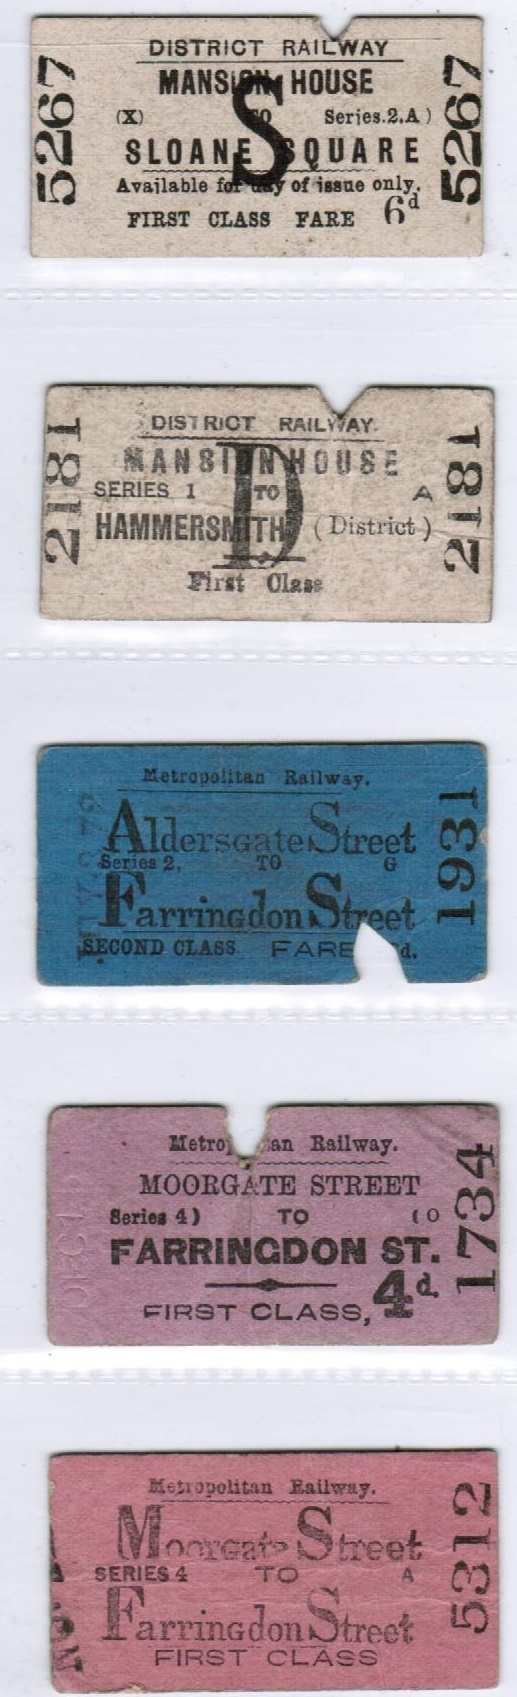 DISTRICT RAILWAY
MANSION HOUSE
(X) TO Series.2.A)
SLOANE SQUARE
S
Available for day of issue only.
FIRST CLASS FARE 6d
5267
5267
DISTRICT RAILWAY.
MANSION HOUSE
SERIES 1 TO A
HAMMERSMITH (District)
D
First Class
2181
2181
Metropolitan Railway.
Aldersgate Street
Series 2. TO G
Farringdon Street
SECOND CLASS. FARE d.
1931
Metro an Railway.
MOORGATE STREET
Series 4) TO (O
FARRINGDON ST.
FIRST CLASS, 4d.
1734
Metropolitan Railway.
Moorgate Street
SERIES 4 TO A
Farringdon Street
FIRST CLASS
5312